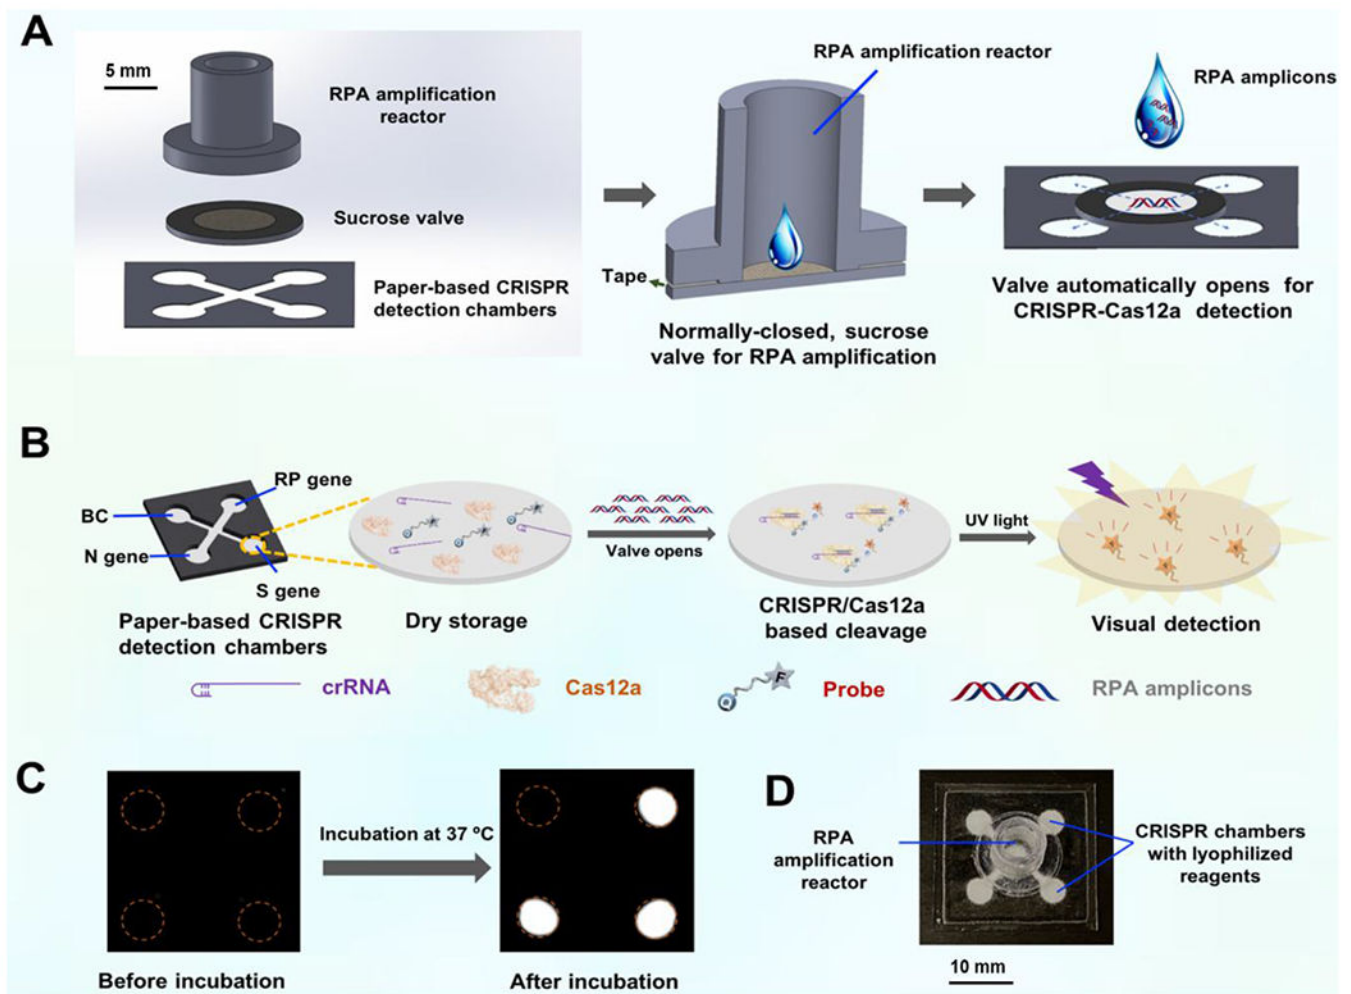 A
5 mm
RPA amplification
reactor
Sucrose valve
Paper-based CRISPR
detection chambers
RPA amplification reactor
Tape
Normally-closed, sucrose
valve for RPA amplification
RPA amplicons
Valve automatically opens for
CRISPR-Cas12a detection
B
RP gene
BC
N gene
S gene
Paper-based CRISPR
detection chambers
Dry storage
Valve opens
CRISPR/Cas12a
based cleavage
UV light
Visual detection
crRNA
Cas12a
Q
F
Probe
RPA amplicons
C
Before incubation
Incubation at 37 ºC
After incubation
D
RPA
amplification
reactor
CRISPR chambers
with lyophilized
reagents
10 mm